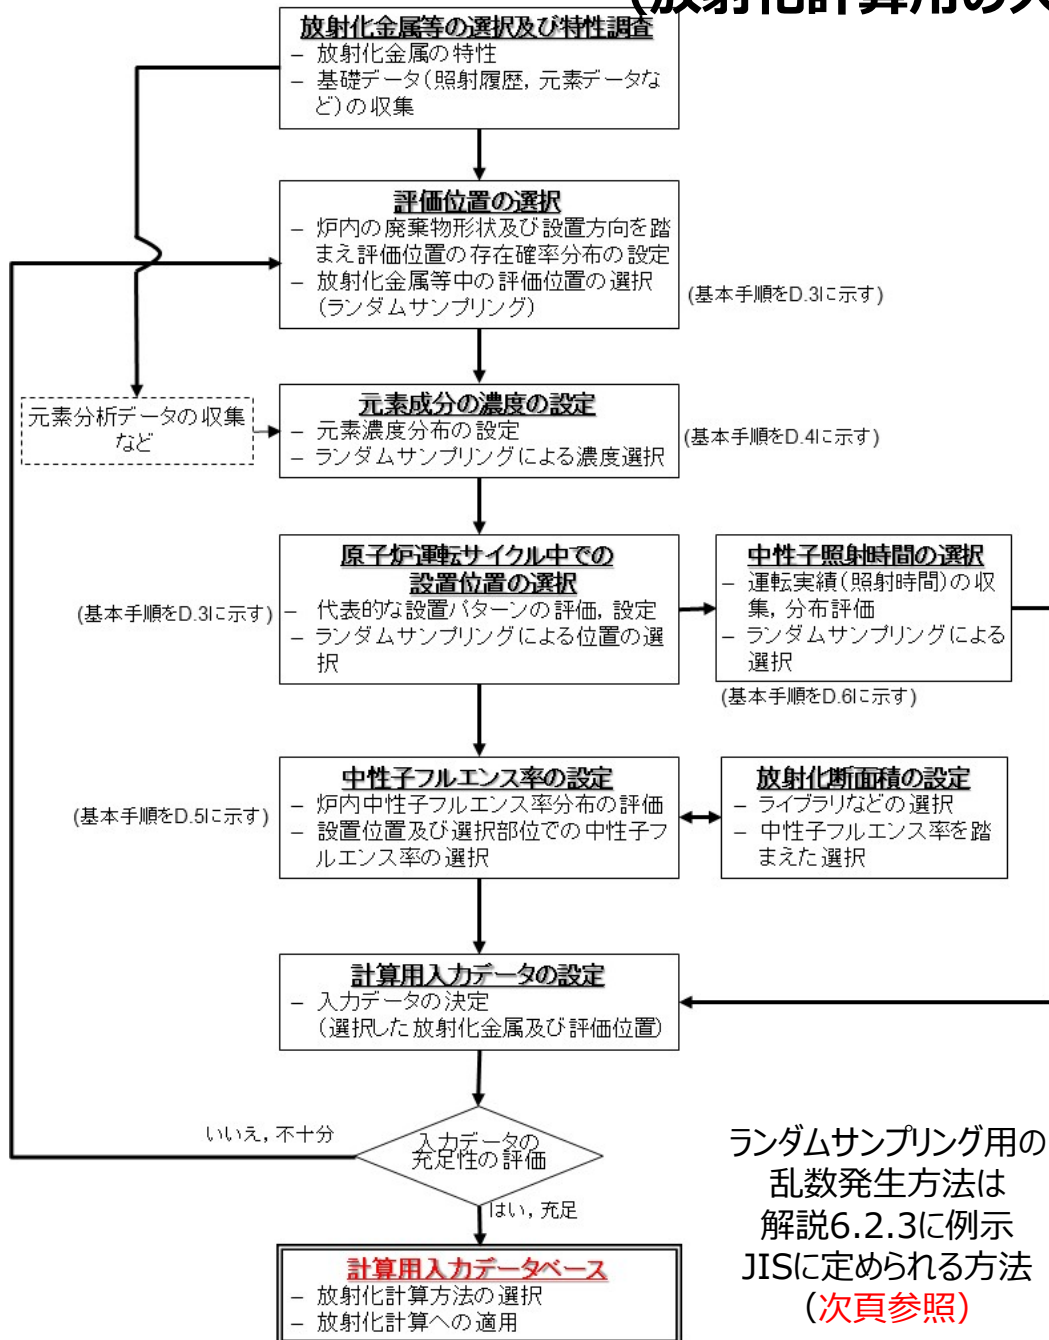 (放射化計算用の入
放射化金属等の選択及び特性調査
– 放射化金属の特性
– 基礎データ(照射履歴, 元素データな
ど)の収集
評価位置の選択
– 炉内の廃棄物形状及び設置方向を踏
まえ評価位置の存在確率分布の設定
– 放射化金属等中の評価位置の選択
(ランダムサンプリング)
(基本手順をD.3に示す)
元素分析データの収集
など
元素成分の濃度の設定
– 元素濃度分布の設定
– ランダムサンプリングによる濃度選択
(基本手順をD.4に示す)
原子炉運転サイクル中での
設置位置の選択
– 代表的な設置パターンの評価, 設定
– ランダムサンプリングによる位置の選
択
(基本手順をD.3に示す)
中性子照射時間の選択
– 運転実績(照射時間)の収
集, 分布評価
– ランダムサンプリングによる
選択
(基本手順をD.6に示す)
中性子フルエンス率の設定
– 炉内中性子フルエンス率分布の評価
– 設置位置及び選択部位での中性子フ
ルエンス率の選択
(基本手順をD.5に示す)
放射化断面積の設定
– ライブラリなどの選択
– 中性子フルエンス率を踏
まえた選択
計算用入力データの設定
– 入力データの決定
(選択した放射化金属及び評価位置)
いいえ, 不十分
入力データの
充足性の評価
はい, 充足
計算用入力データベース
– 放射化計算方法の選択
– 放射化計算への適用
ランダムサンプリング用の
乱数発生方法は
解説6.2.3に例示
JISに定められる方法
(次頁参照)